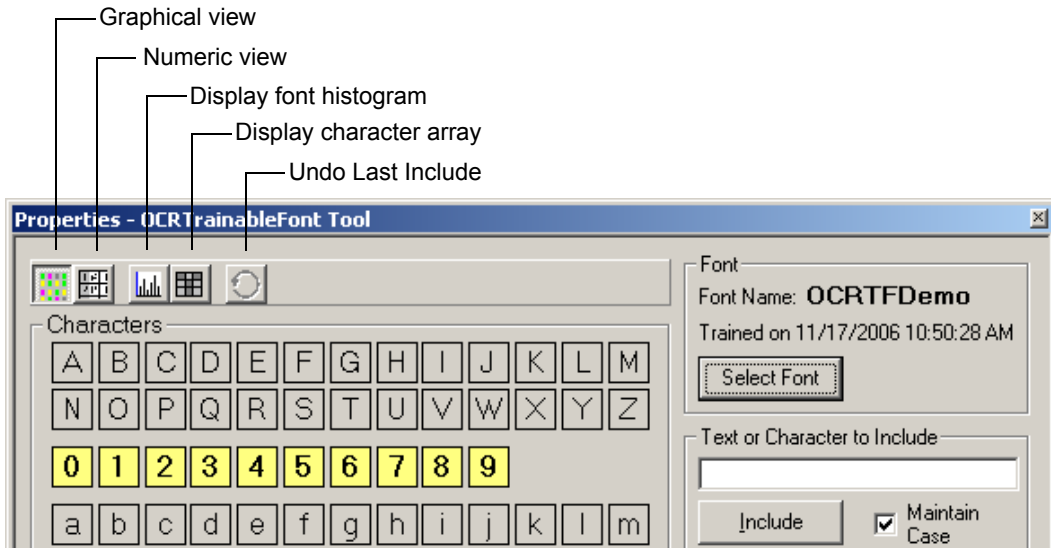 Graphical view
Numeric view
Display font histogram
Display character array
Undo Last Include
Properties - OCRTrainableFont Tool
Font
Font Name: OCRTFDemo
Trained on 11/17/2006 10:50:28 AM
Select Font
Characters
A B C D E F G H I J K L M
N O P Q R S T U V W X Y Z
0 1 2 3 4 5 6 7 8 9
a b c d e f g h i j k l m
Text or Character to Include
Include
Maintain
Case